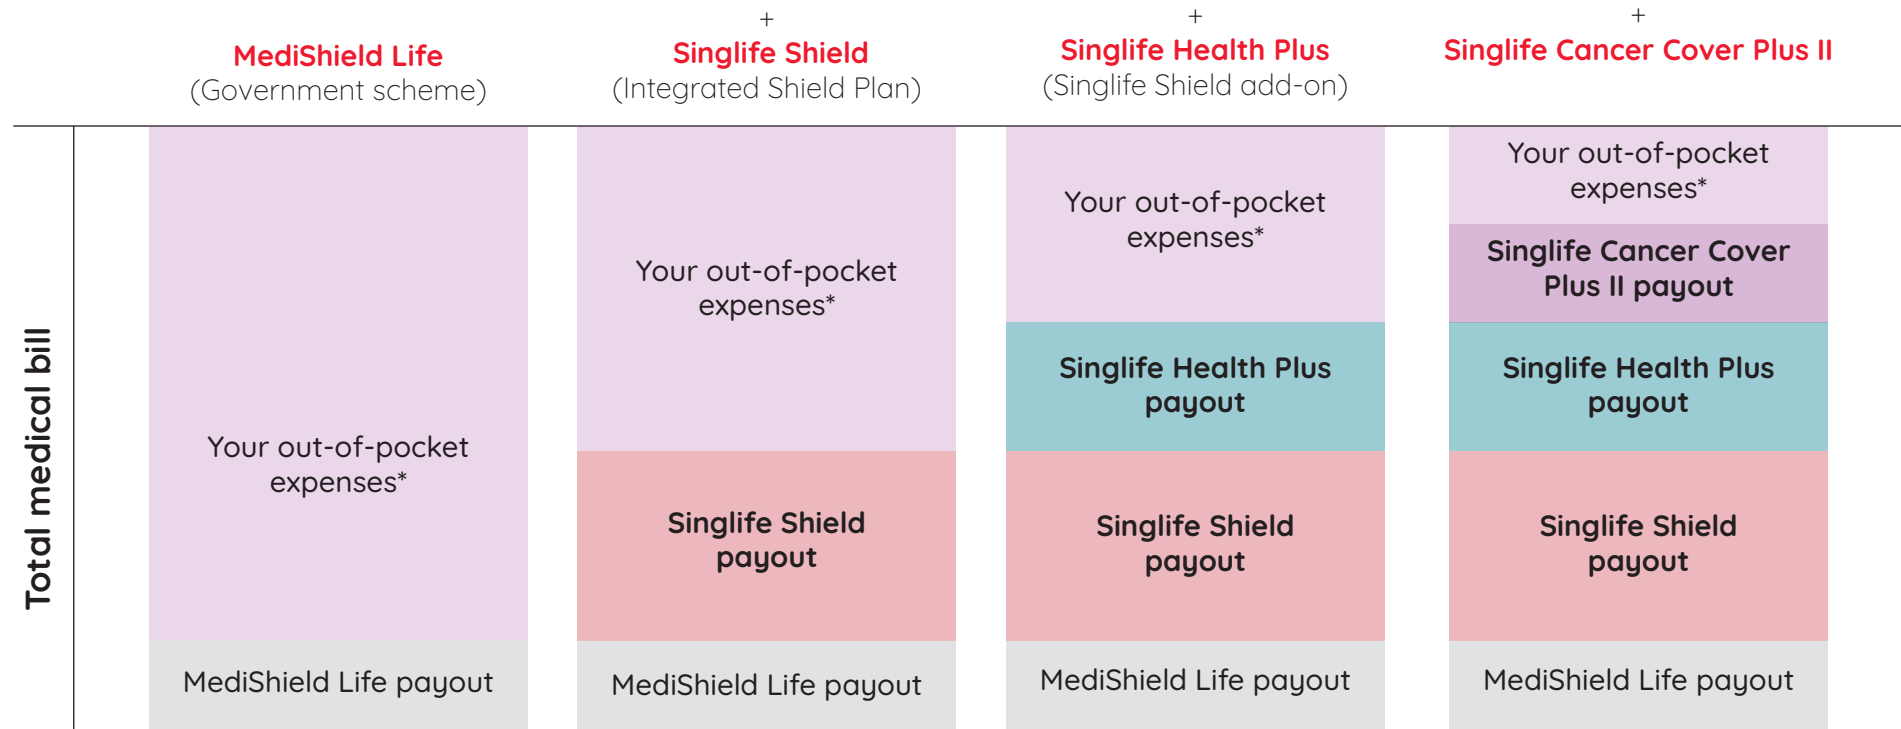 MediShield Life
(Government scheme)
+
Singlife Shield
(Integrated Shield Plan)
+
Singlife Health Plus
(Singlife Shield add-on)
+
Singlife Cancer Cover Plus II
Total medical bill
Your out-of-pocket
expenses*
MediShield Life payout
Your out-of-pocket
expenses*
Singlife Shield
payout
MediShield Life payout
Your out-of-pocket
expenses*
Singlife Health Plus
payout
Singlife Shield
payout
MediShield Life payout
Your out-of-pocket
expenses*
Singlife Cancer Cover
Plus II payout
Singlife Health Plus
payout
Singlife Shield
payout
MediShield Life payout